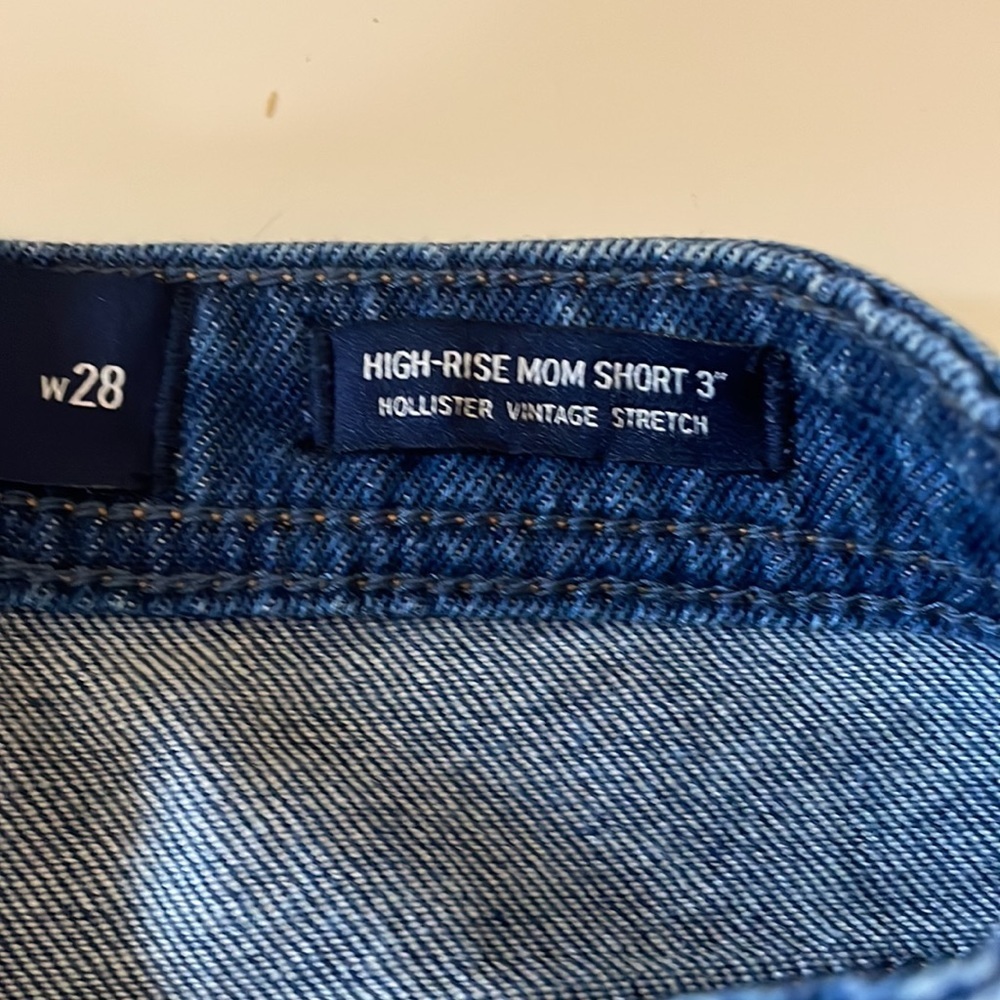 w28
HIGH-RISE MOM SHORT 3"
HOLLISTER VINTAGE STRETCH